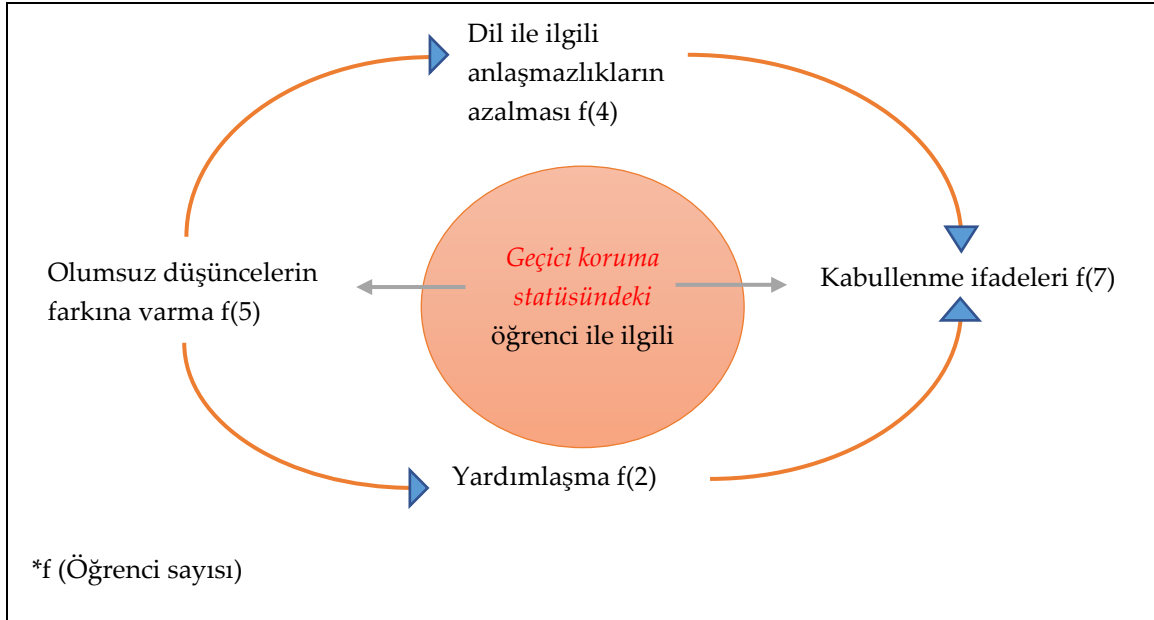 Dil ile ilgili
anlaşmazlıkların
azalması f(4)
Olumsuz düşüncelerin
farkına varma f(5)
Geçici koruma
statüsündeki
öğrenci ile ilgili
Kabullenme ifadeleri f(7)
Yardımlaşma f(2)
*f (Öğrenci sayısı)